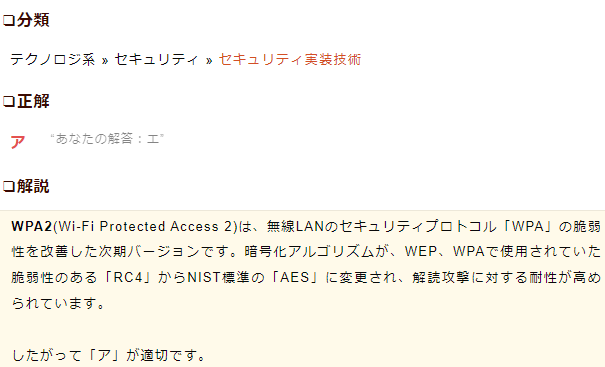 ❏分類
テクノロジ系 » セキュリティ » セキュリティ実装技術
❏正解
ア “あなたの解答：エ”
❏解説
WPA2(Wi-Fi Protected Access 2)は、無線LANのセキュリティプロトコル「WPA」の脆弱
性を改善した次期バージョンです。暗号化アルゴリズムが、WEP、WPAで使用されていた
脆弱性のある「RC4」からNIST標準の「AES」に変更され、解読攻撃に対する耐性が高め
られています。
したがって「ア」が適切です。